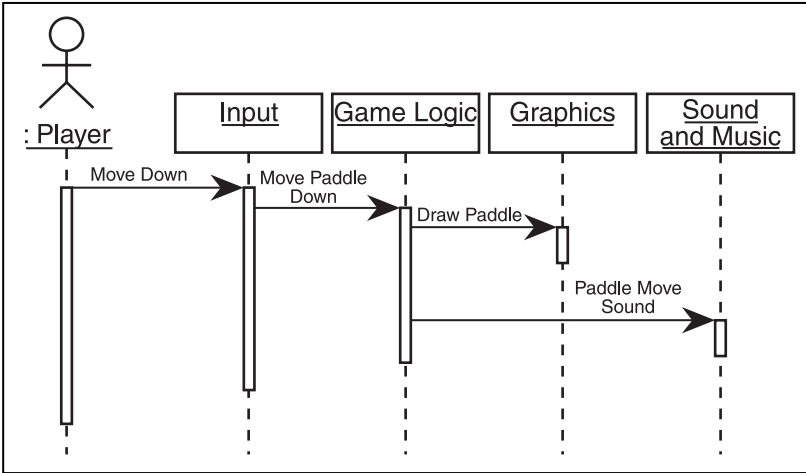 : Player
Input
Game Logic
Graphics
Sound
and Music
Move Down
Move Paddle
Down
Draw Paddle
Paddle Move
Sound